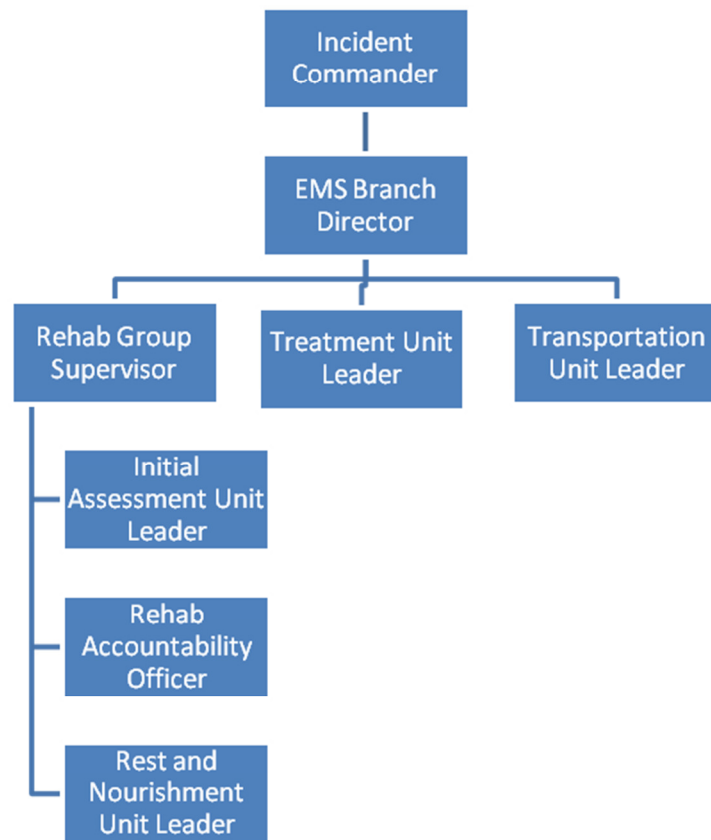 Incident
Commander
EMS Branch
Director
Rehab Group
Supervisor
Treatment Unit
Leader
Transportation
Unit Leader
Initial
Assessment Unit
Leader
Rehab
Accountability
Officer
Rest and
Nourishment
Unit Leader